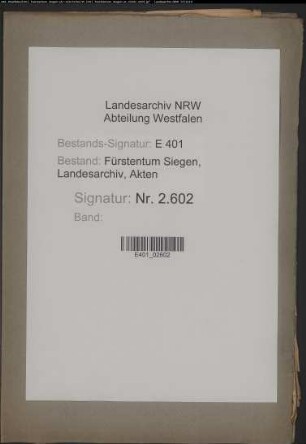 Landesarchiv NRW
Abteilung Westfalen
Bestands-Signatur: E 401
Bestand: Fürstentum Siegen,
Landesarchiv, Akten
Signatur: Nr. 2.602
Band:
E401_02602